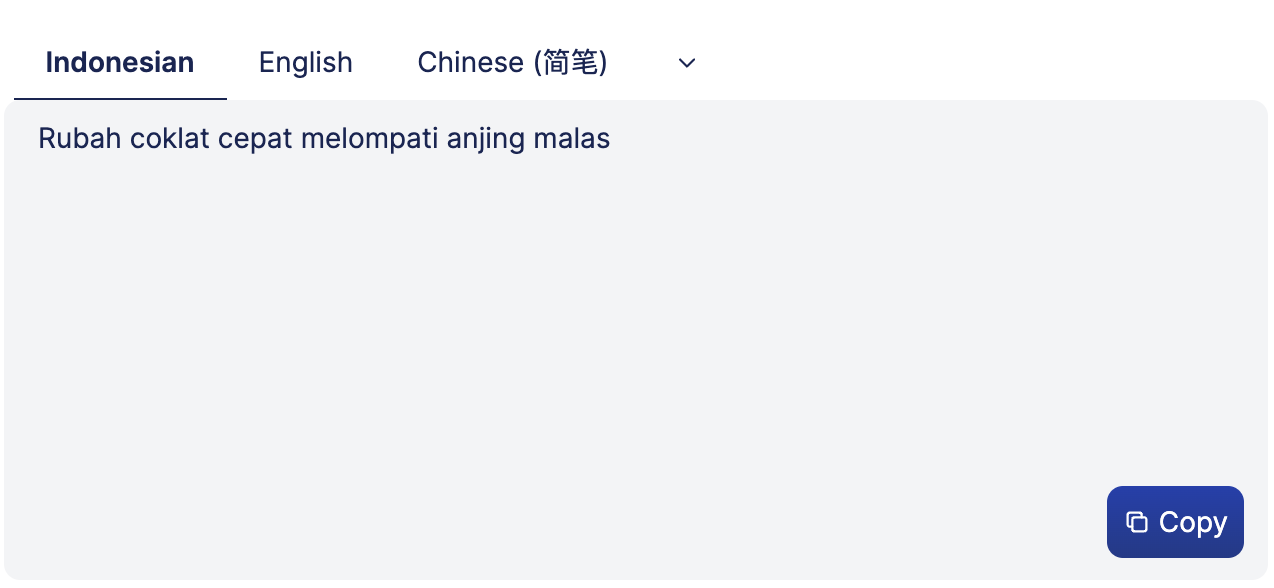 Indonesian English Chinese (简笔)
Rubah coklat cepat melompati anjing malas
Copy